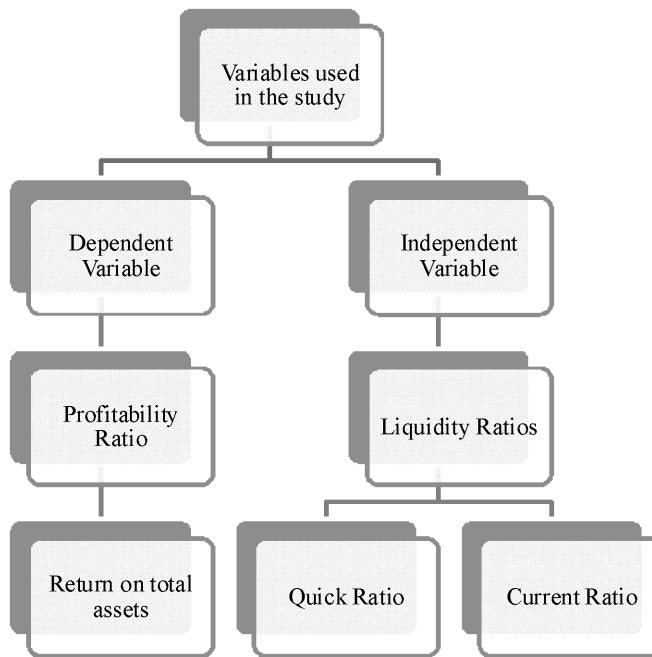 Variables used
in the study
Dependent
Variable
Independent
Variable
Profitability
Ratio
Liquidity Ratios
Return on total
assets
Quick Ratio
Current Ratio